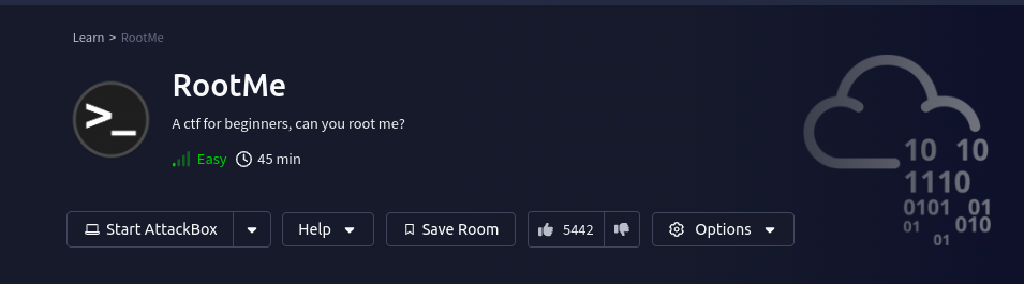 Learn > RootMe
RootMe
A ctf for beginners, can you root me?
Easy 45 min
Start AttackBox Help Save Room 5442 Options
>_
10 10
1110
0101 01
01 010
01